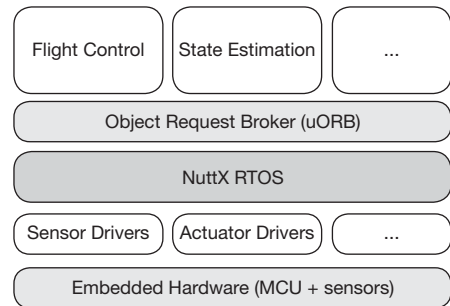 Flight Control
State Estimation
...
Object Request Broker (uORB)
NuttX RTOS
Sensor Drivers
Actuator Drivers
...
Embedded Hardware (MCU + sensors)